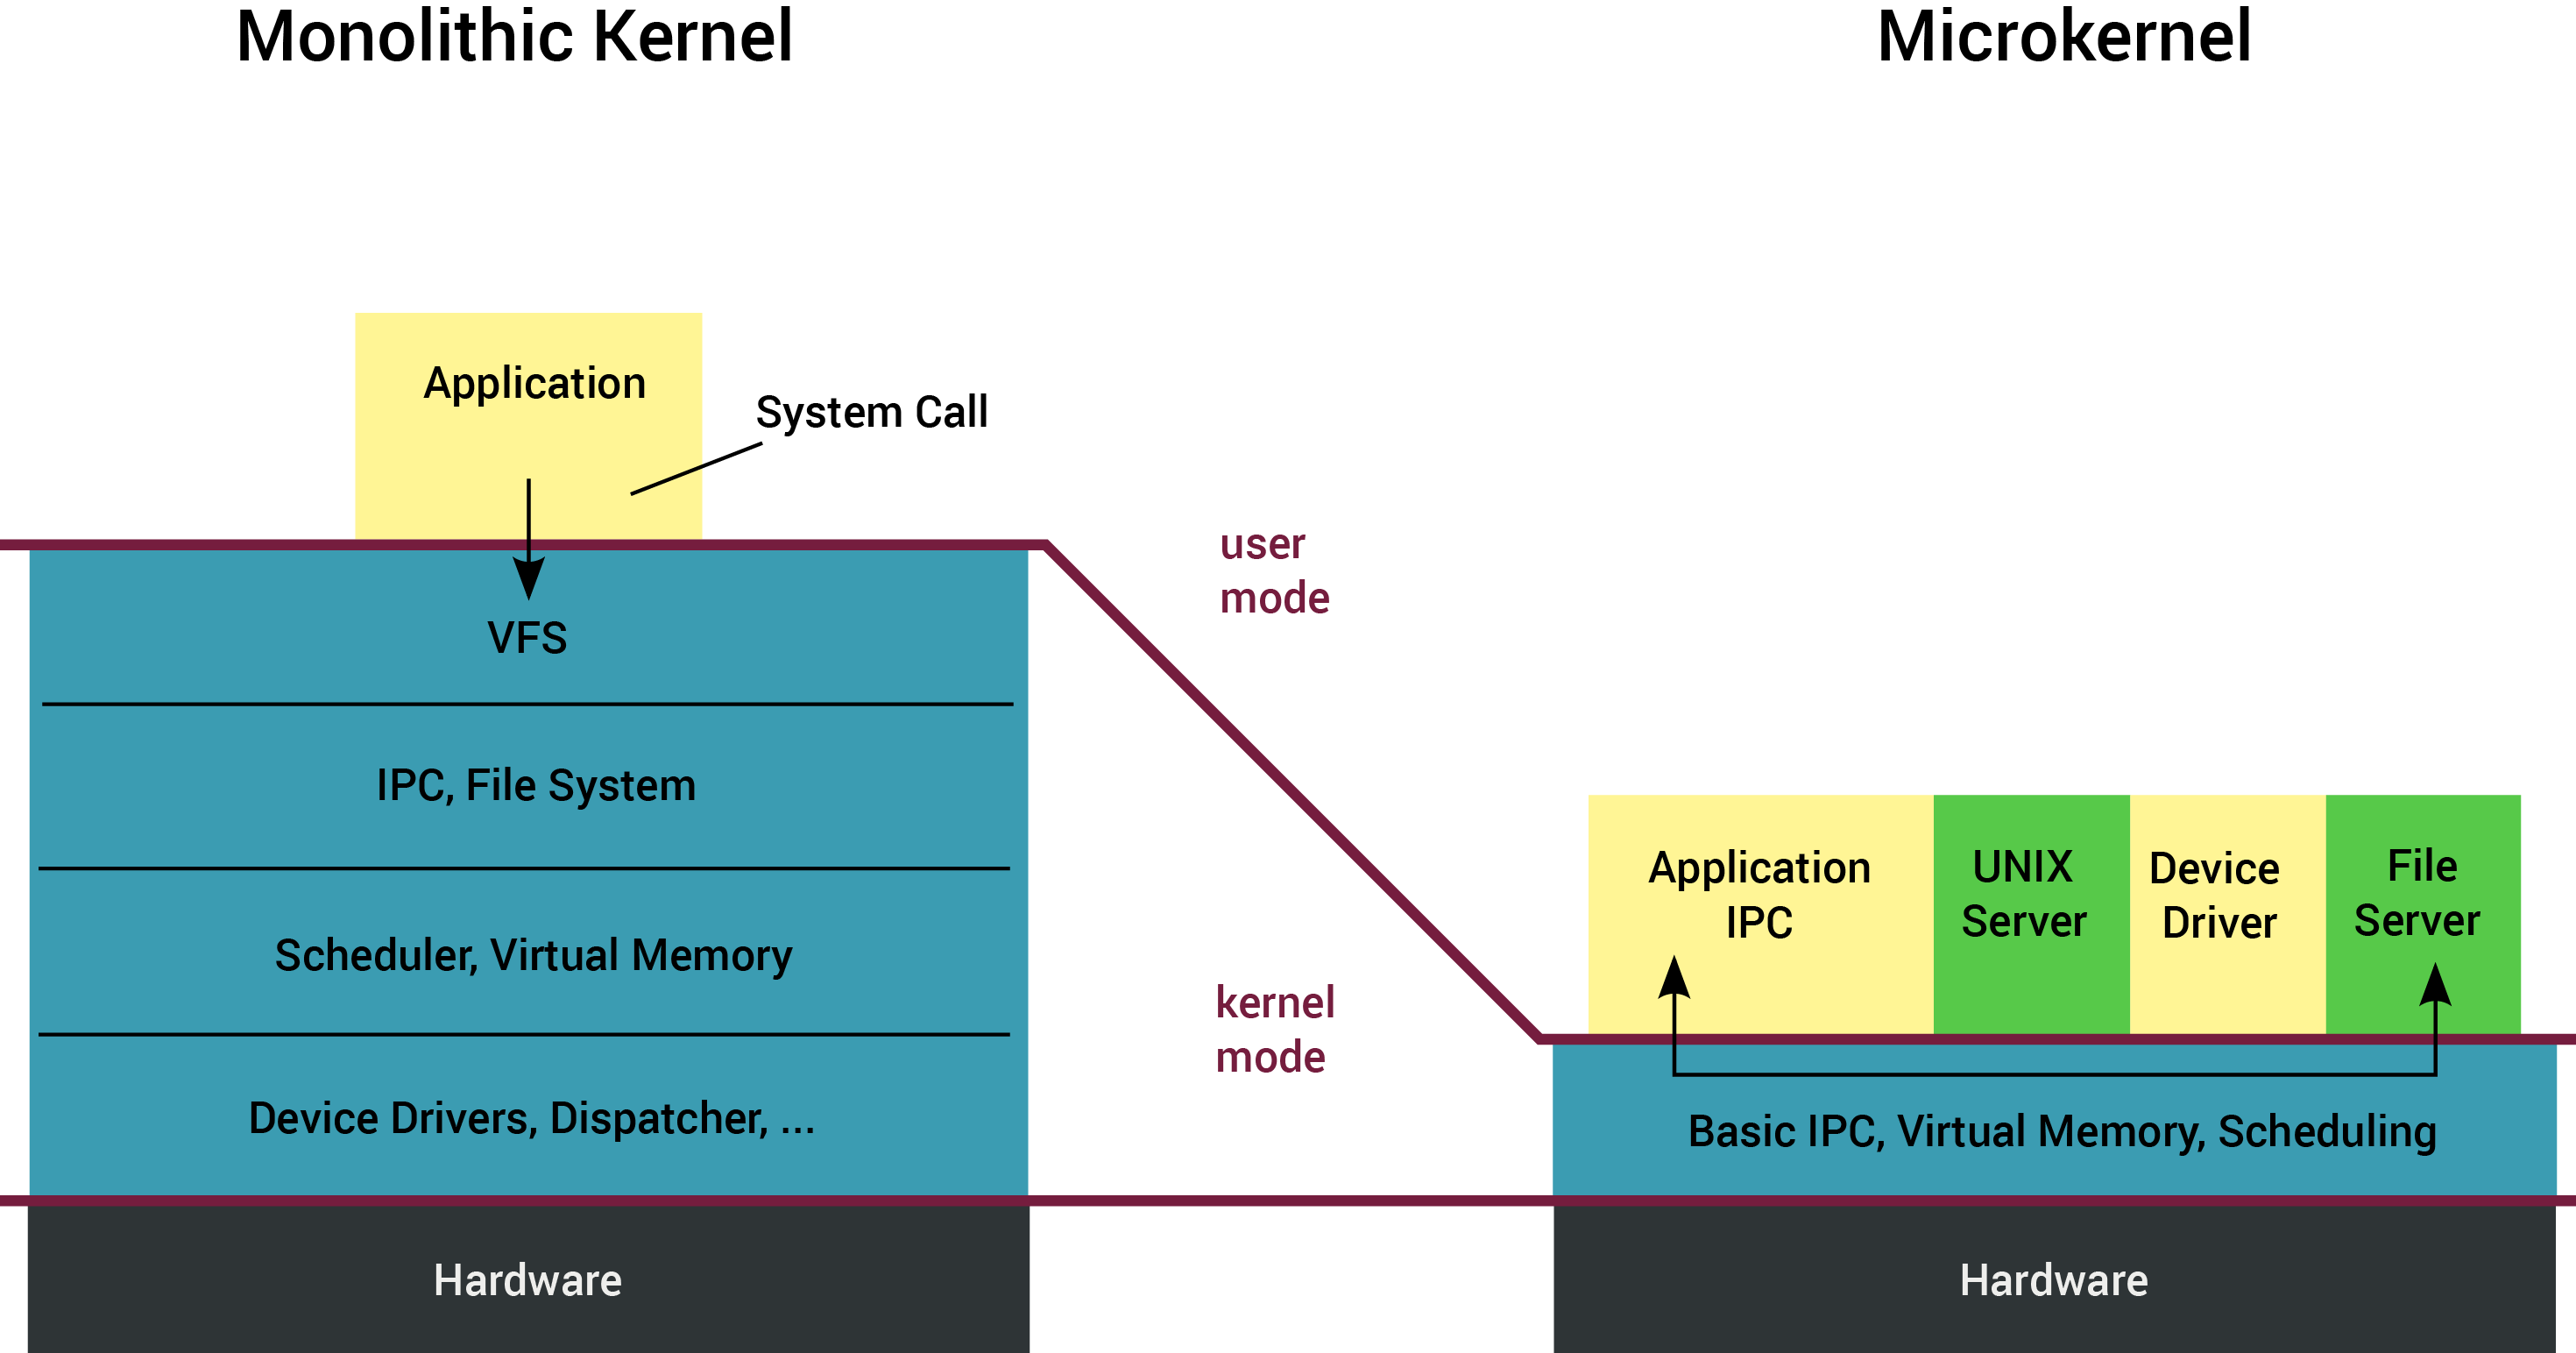 Monolithic Kernel
Microkernel
Application
System Call
VFS
IPC, File System
Scheduler, Virtual Memory
Device Drivers, Dispatcher, ...
Hardware
user
mode
kernel
mode
Application
IPC
UNIX
Server
Device
Driver
File
Server
Basic IPC, Virtual Memory, Scheduling
Hardware